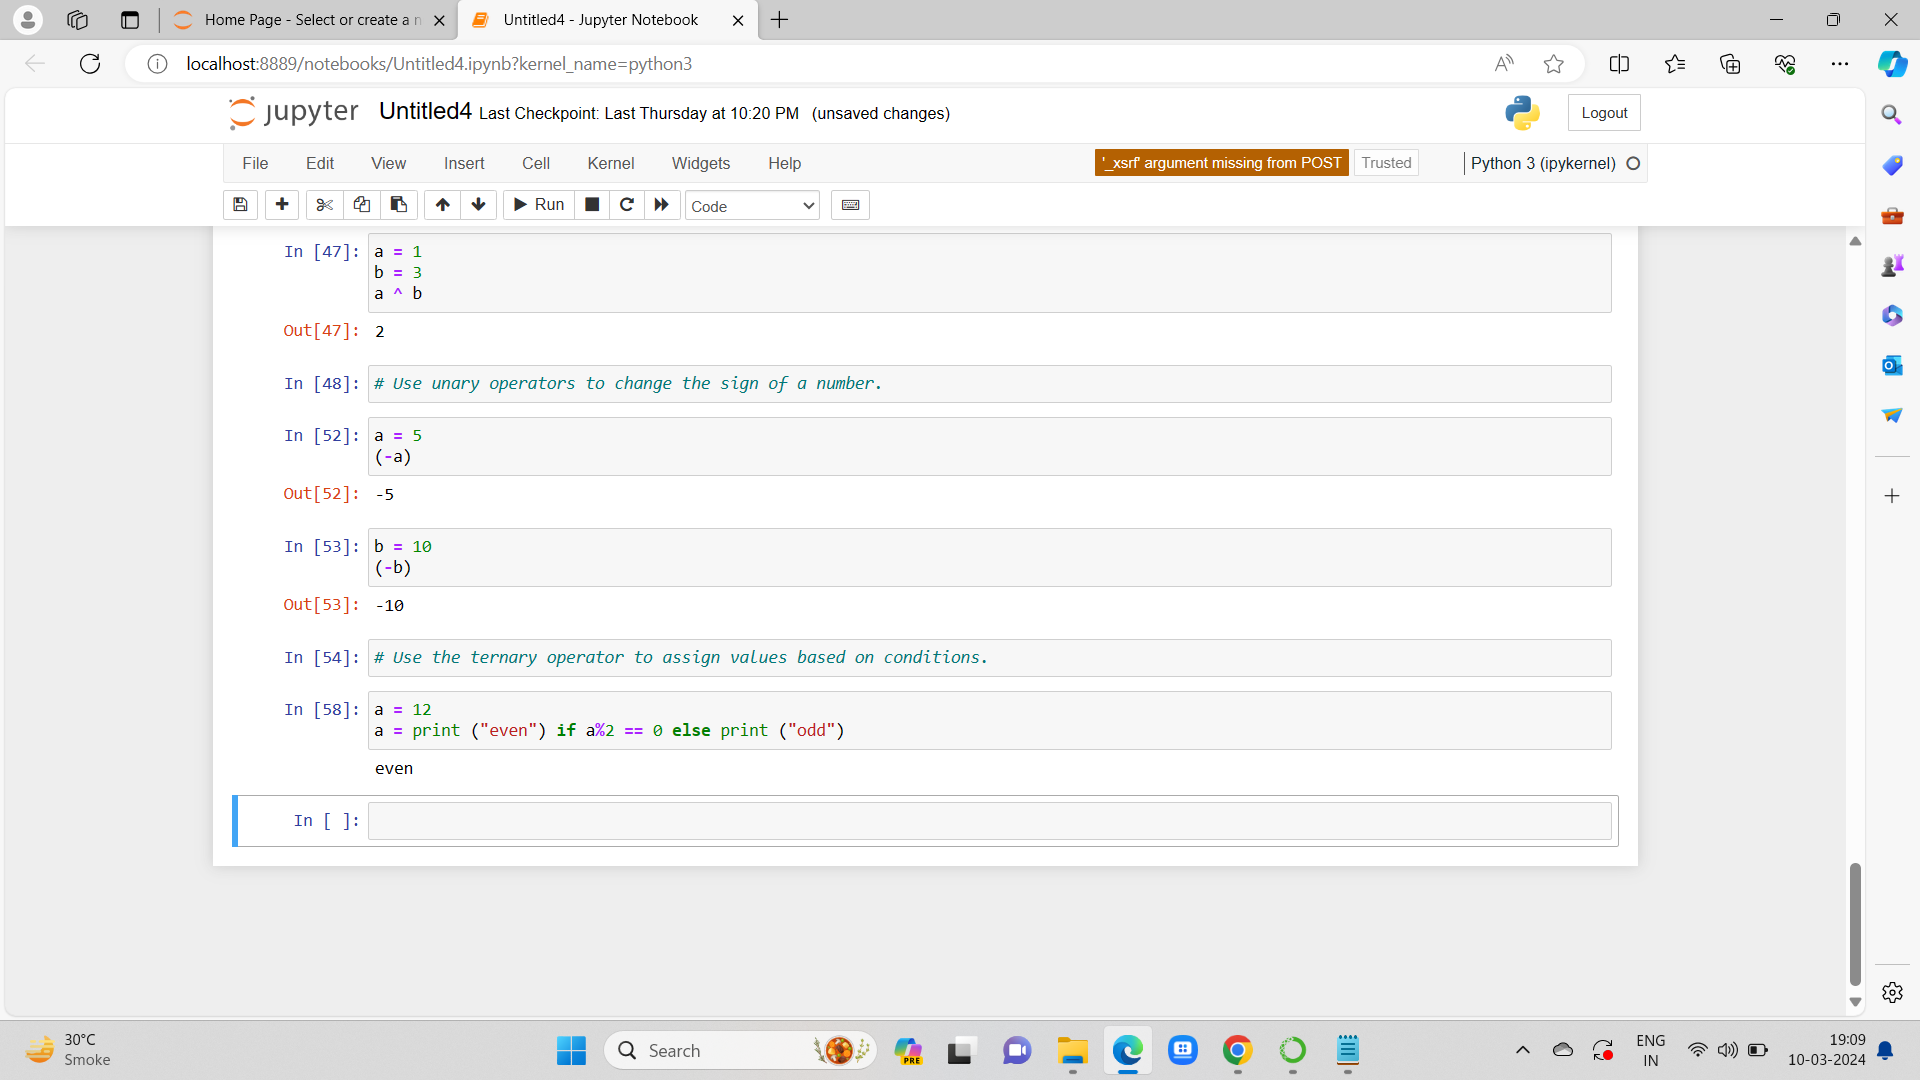 Home Page - Select or create a n
Untitled4 - Jupyter Notebook
localhost:8889/notebooks/Untitled4.ipynb?kernel_name=python3
jupyter Untitled4 Last Checkpoint: Last Thursday at 10:20 PM (unsaved changes)
Logout
File Edit View Insert Cell Kernel Widgets Help
'_xsrf' argument missing from POST
Trusted
Python 3 (ipykernel)
Run
Code
In [47]: a = 1
b = 3
a ^ b
Out[47]: 2
In [48]: # Use unary operators to change the sign of a number.
In [52]: a = 5
(-a)
Out[52]: -5
In [53]: b = 10
(-b)
Out[53]: -10
In [54]: # Use the ternary operator to assign values based on conditions.
In [58]: a = 12
a = print ("even") if a%2 == 0 else print ("odd")
even
In [ ]:
30°C
Smoke
Search
PRE
ENG
IN
19:09
10-03-2024